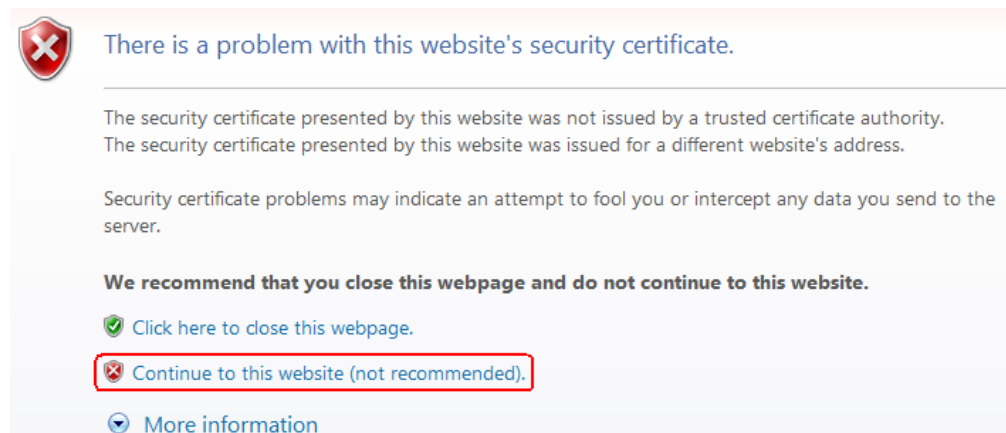 There is a problem with this website's security certificate.
The security certificate presented by this website was not issued by a trusted certificate authority.
The security certificate presented by this website was issued for a different website's address.
Security certificate problems may indicate an attempt to fool you or intercept any data you send to the
server.
We recommend that you close this webpage and do not continue to this website.
Click here to close this webpage.
Continue to this website (not recommended).
More information